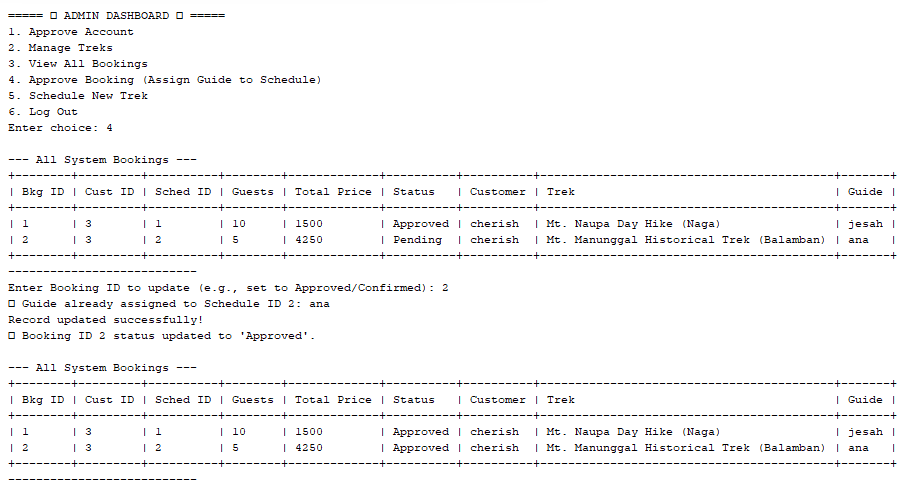 ===== □ ADMIN DASHBOARD □ =====
1. Approve Account
2. Manage Treks
3. View All Bookings
4. Approve Booking (Assign Guide to Schedule)
5. Schedule New Trek
6. Log Out
Enter choice: 4
--- All System Bookings ---
+--------+---------+----------+--------+-------------+----------+----------+------------------------------------------+-------+
| Bkg ID | Cust ID | Sched ID | Guests | Total Price | Status   | Customer | Trek                                     | Guide |
+--------+---------+----------+--------+-------------+----------+----------+------------------------------------------+-------+
| 1      | 3       | 1        | 10     | 1500        | Approved | cherish  | Mt. Naupa Day Hike (Naga)                | jesah |
| 2      | 3       | 2        | 5      | 4250        | Pending  | cherish  | Mt. Manunggal Historical Trek (Balamban) | ana   |
+--------+---------+----------+--------+-------------+----------+----------+------------------------------------------+-------+
---------------------------
Enter Booking ID to update (e.g., set to Approved/Confirmed): 2
□ Guide already assigned to Schedule ID 2: ana
Record updated successfully!
□ Booking ID 2 status updated to 'Approved'.
--- All System Bookings ---
+--------+---------+----------+--------+-------------+----------+----------+------------------------------------------+-------+
| Bkg ID | Cust ID | Sched ID | Guests | Total Price | Status   | Customer | Trek                                     | Guide |
+--------+---------+----------+--------+-------------+----------+----------+------------------------------------------+-------+
| 1      | 3       | 1        | 10     | 1500        | Approved | cherish  | Mt. Naupa Day Hike (Naga)                | jesah |
| 2      | 3       | 2        | 5      | 4250        | Approved | cherish  | Mt. Manunggal Historical Trek (Balamban) | ana   |
+--------+---------+----------+--------+-------------+----------+----------+------------------------------------------+-------+
---------------------------